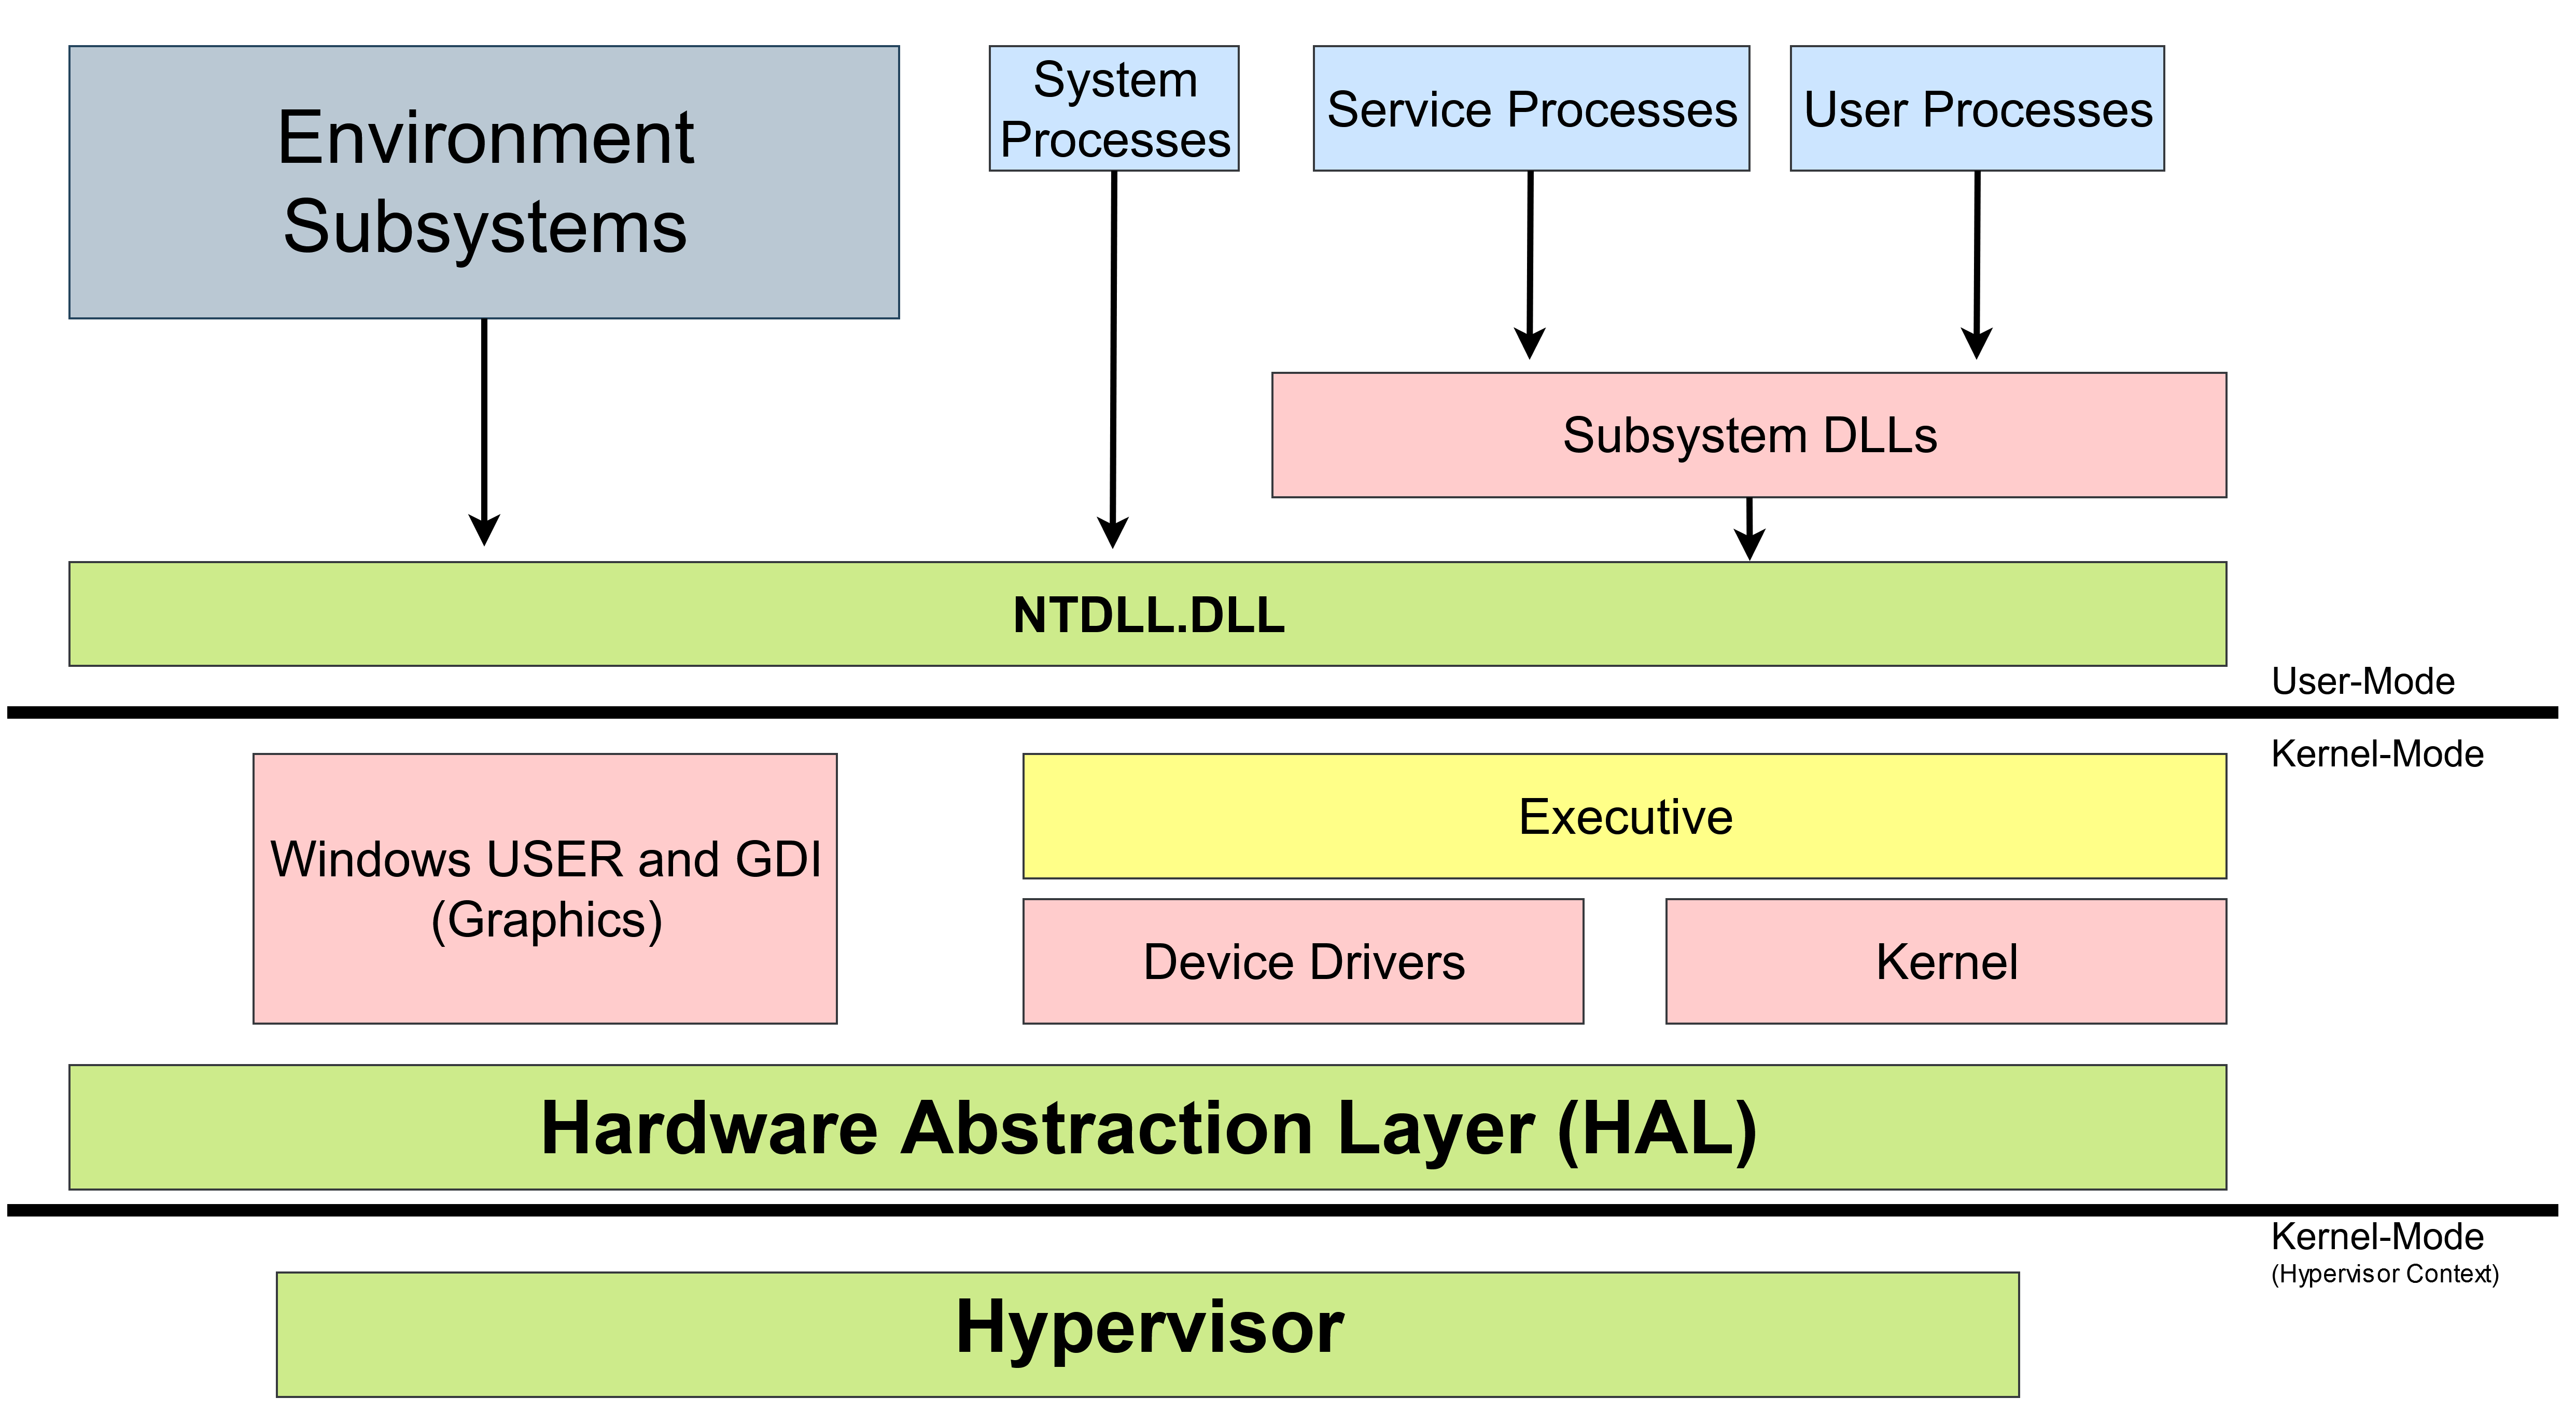 Environment
Subsystems
System
Processes
Service Processes
User Processes
Subsystem DLLs
NTDLL.DLL
User-Mode
Kernel-Mode
Windows USER and GDI
(Graphics)
Executive
Device Drivers
Kernel
Hardware Abstraction Layer (HAL)
Kernel-Mode
(Hypervisor Context)
Hypervisor